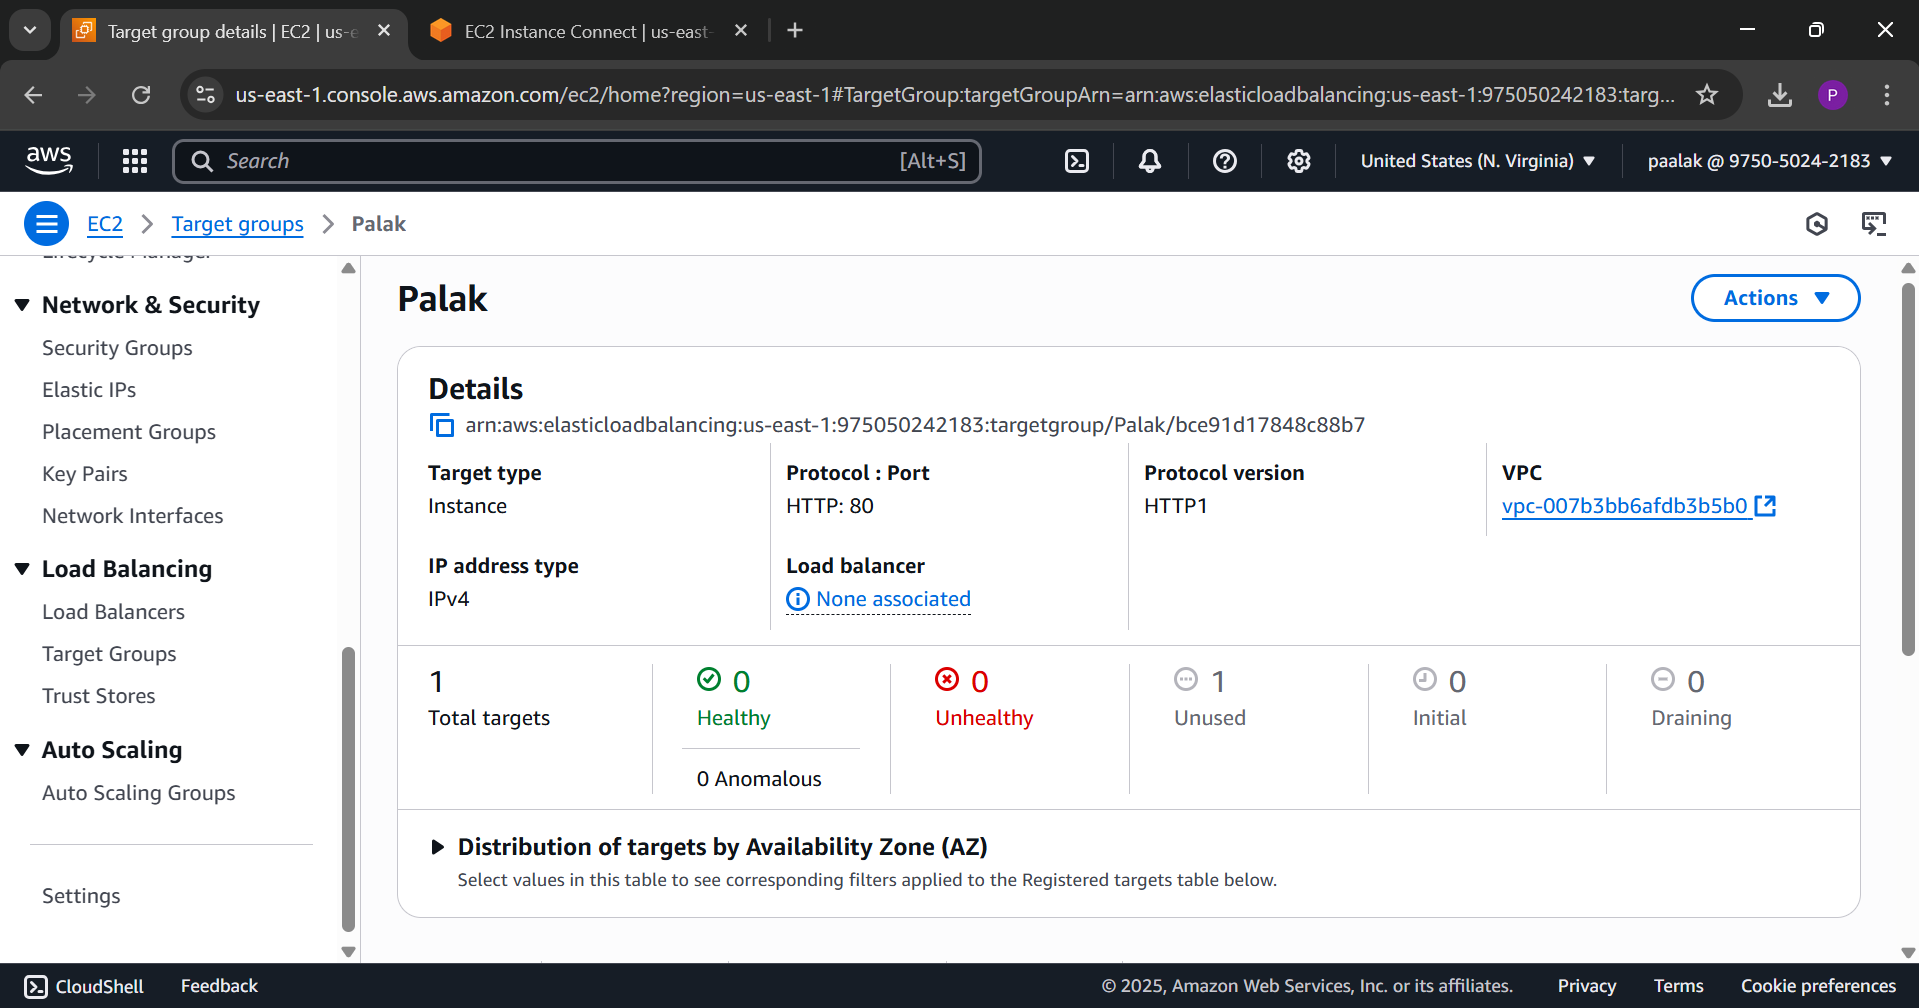 Target group details | EC2 | us-e
EC2 Instance Connect | us-east-
us-east-1.console.aws.amazon.com/ec2/home?region=us-east-1#TargetGroup:targetGroupArn=arn:aws:elasticloadbalancing:us-east-1:975050242183:targ...
P
aws
Search
[Alt+S]
United States (N. Virginia)
paalak @ 9750-5024-2183
EC2
Target groups
Palak
Lifecycle Manager
Network & Security
Security Groups
Elastic IPs
Placement Groups
Key Pairs
Network Interfaces
Load Balancing
Load Balancers
Target Groups
Trust Stores
Auto Scaling
Auto Scaling Groups
Settings
Palak
Actions
Details
arn:aws:elasticloadbalancing:us-east-1:975050242183:targetgroup/Palak/bce91d17848c88b7
Target type
Instance
Protocol : Port
HTTP: 80
Protocol version
HTTP1
VPC
vpc-007b3bb6afdb3b5b0
IP address type
IPv4
Load balancer
None associated
1
Total targets
0
Healthy
0 Anomalous
0
Unhealthy
1
Unused
0
Initial
0
Draining
Distribution of targets by Availability Zone (AZ)
Select values in this table to see corresponding filters applied to the Registered targets table below.
CloudShell
Feedback
© 2025, Amazon Web Services, Inc. or its affiliates.
Privacy
Terms
Cookie preferences